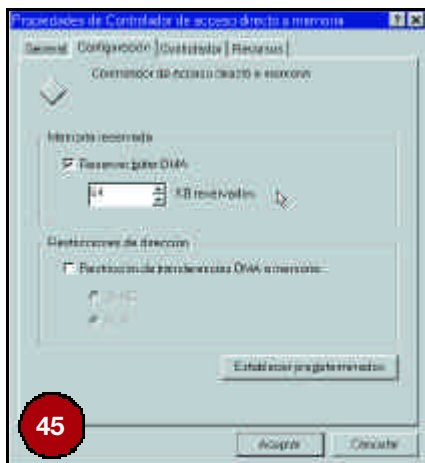 Propiedades de Controlador de acceso directo a memoria
General Configuración Controlador Recursos
Controlador de acceso directo a memoria
Memoria reservada
Reservar búfer DMA
64 KB reservados
Restricciones de dirección
Restricción de transferencias DMA a memoria:
Establecer predeterminados
45
Aceptar Cancelar